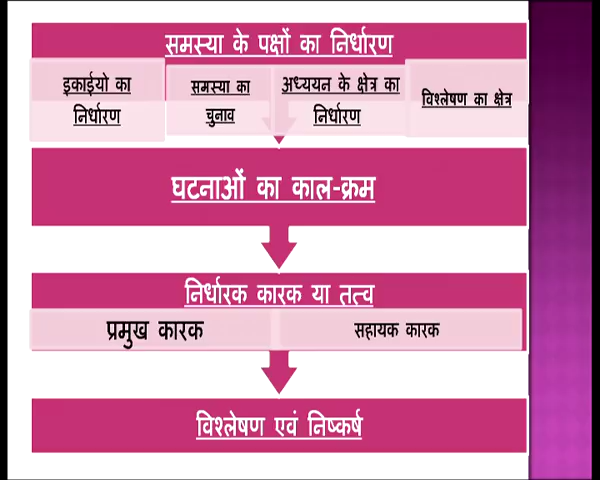 समस्या के पक्षों का निर्धारण
इकाईयो का
निर्धारण
समस्या का
चुनाव
अध्ययन के क्षेत्र का
निर्धारण
विश्लेषण का क्षेत्र
घटनाओं का काल-क्रम
निर्धारक कारक या तत्व
प्रमुख कारक
सहायक कारक
विश्लेषण एवं निष्कर्ष